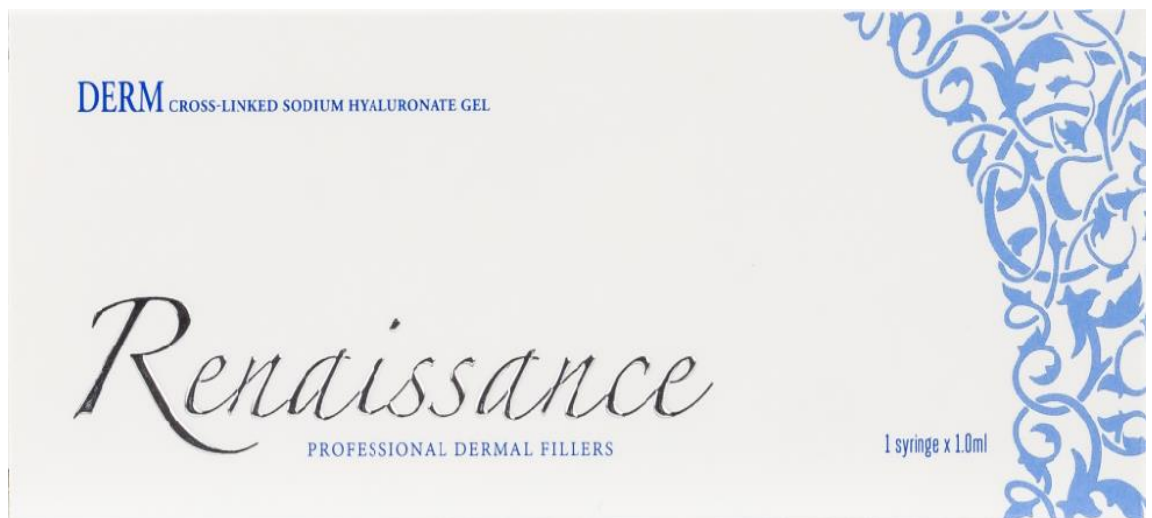 DERM CROSS-LINKED SODIUM HYALURONATE GEL
Renaissance
PROFESSIONAL DERMAL FILLERS
1 syringe x 1.0ml